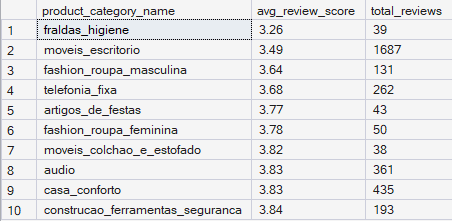 product_category_name avg_review_score total_reviews
1 fraldas_higiene 3.26 39
2 moveis_escritorio 3.49 1687
3 fashion_roupa_masculina 3.64 131
4 telefonia_fixa 3.68 262
5 artigos_de_festas 3.77 43
6 fashion_roupa_feminina 3.78 50
7 moveis_colchao_e_estofado 3.82 38
8 audio 3.83 361
9 casa_conforto 3.83 435
10 construcao_ferramentas_seguranca 3.84 193